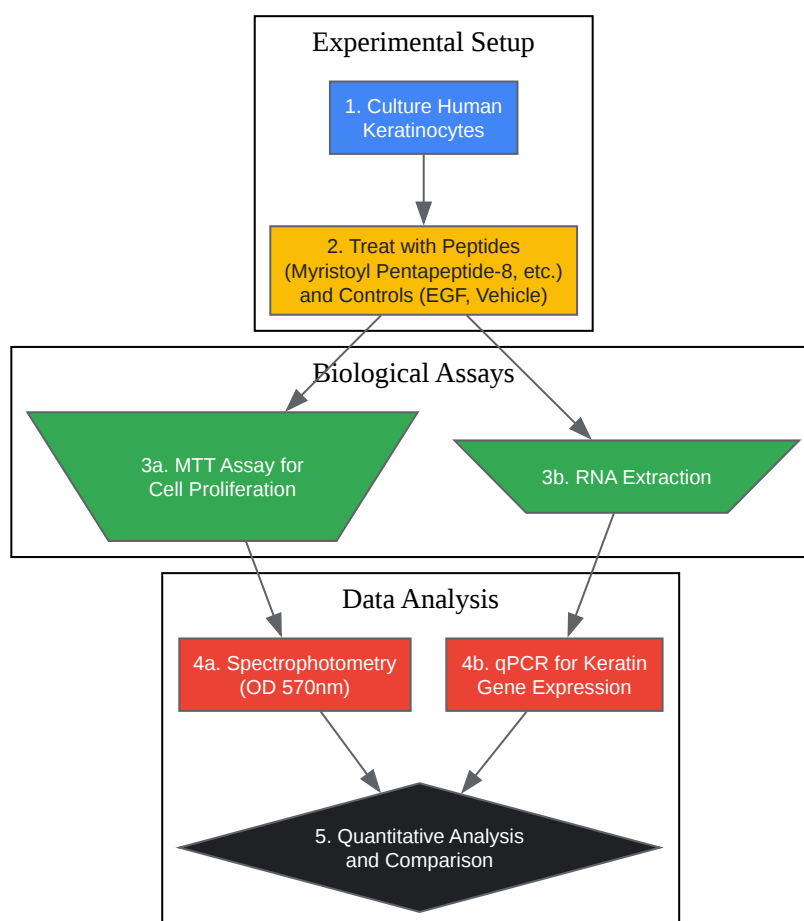 Experimental Setup
1. Culture Human
Keratinocytes
2. Treat with Peptides
(Myristoyl Pentapeptide-8, etc.)
and Controls (EGF, Vehicle)
Biological Assays
3a. MTT Assay for
Cell Proliferation
3b. RNA Extraction
Data Analysis
4a. Spectrophotometry
(OD 570nm)
4b. qPCR for Keratin
Gene Expression
5. Quantitative Analysis
and Comparison